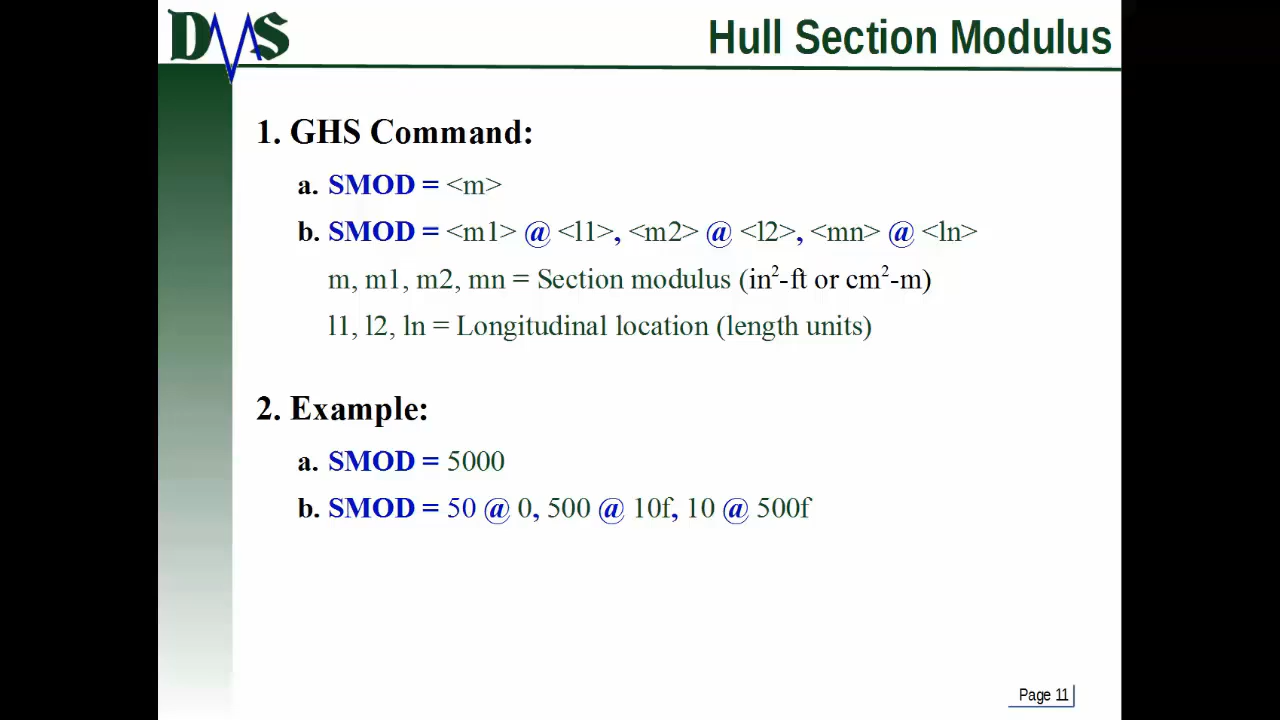 DMS
Hull Section Modulus
1. GHS Command:
a. SMOD = <m>
b. SMOD = <m1> @ <l1>, <m2> @ <l2>, <mn> @ <ln>
m, m1, m2, mn = Section modulus (in²-ft or cm²-m)
l1, l2, ln = Longitudinal location (length units)
2. Example:
a. SMOD = 5000
b. SMOD = 50 @ 0, 500 @ 10f, 10 @ 500f
Page 11